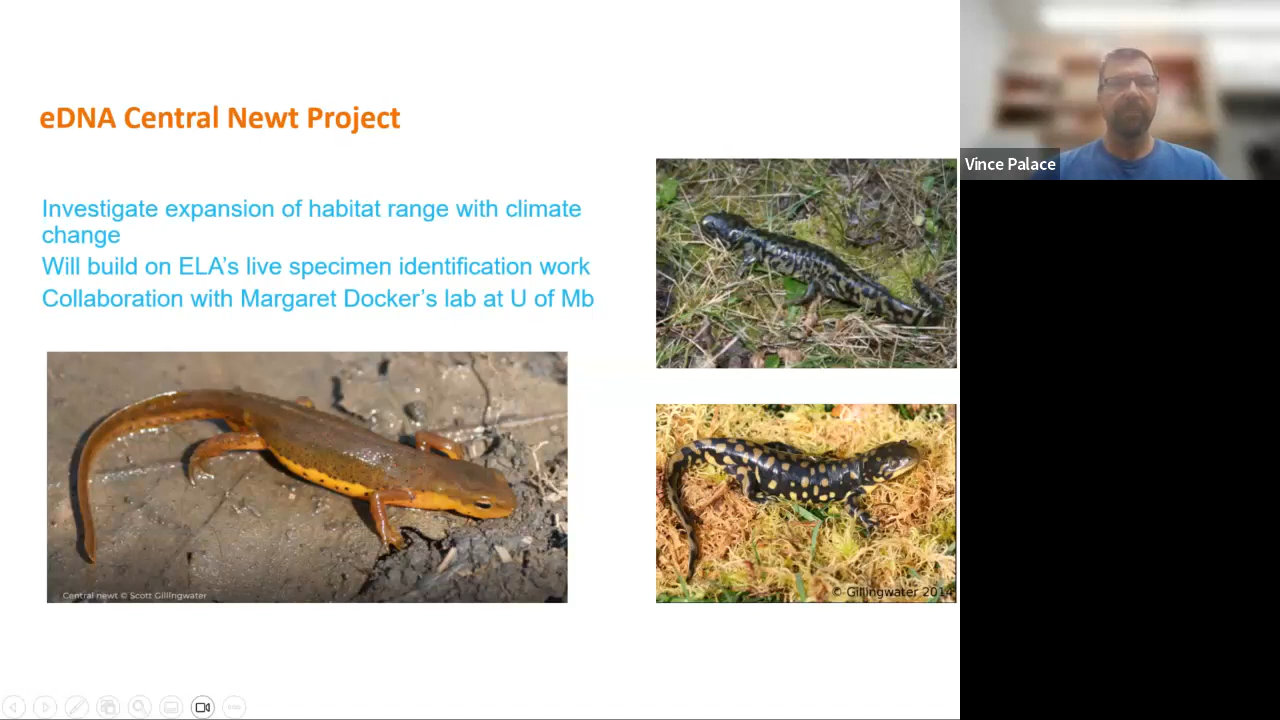 eDNA Central Newt Project
Investigate expansion of habitat range with climate
change
Will build on ELA’s live specimen identification work
Collaboration with Margaret Docker’s lab at U of Mb
Central newt © Scott Gillingwater
© Gillingwater 2014
Vince Palace